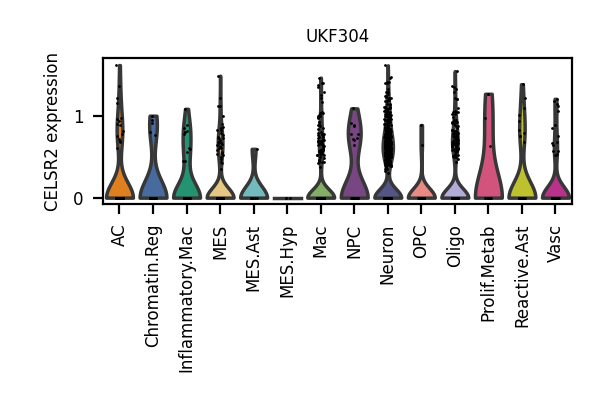 UKF304
CELSR2 expression
1
0
AC
Chromatin.Reg
Inflammatory.Mac
MES
MES.Ast
MES.Hyp
Mac
NPC
Neuron
OPC
Oligo
Prolif.Metab
Reactive.Ast
Vasc